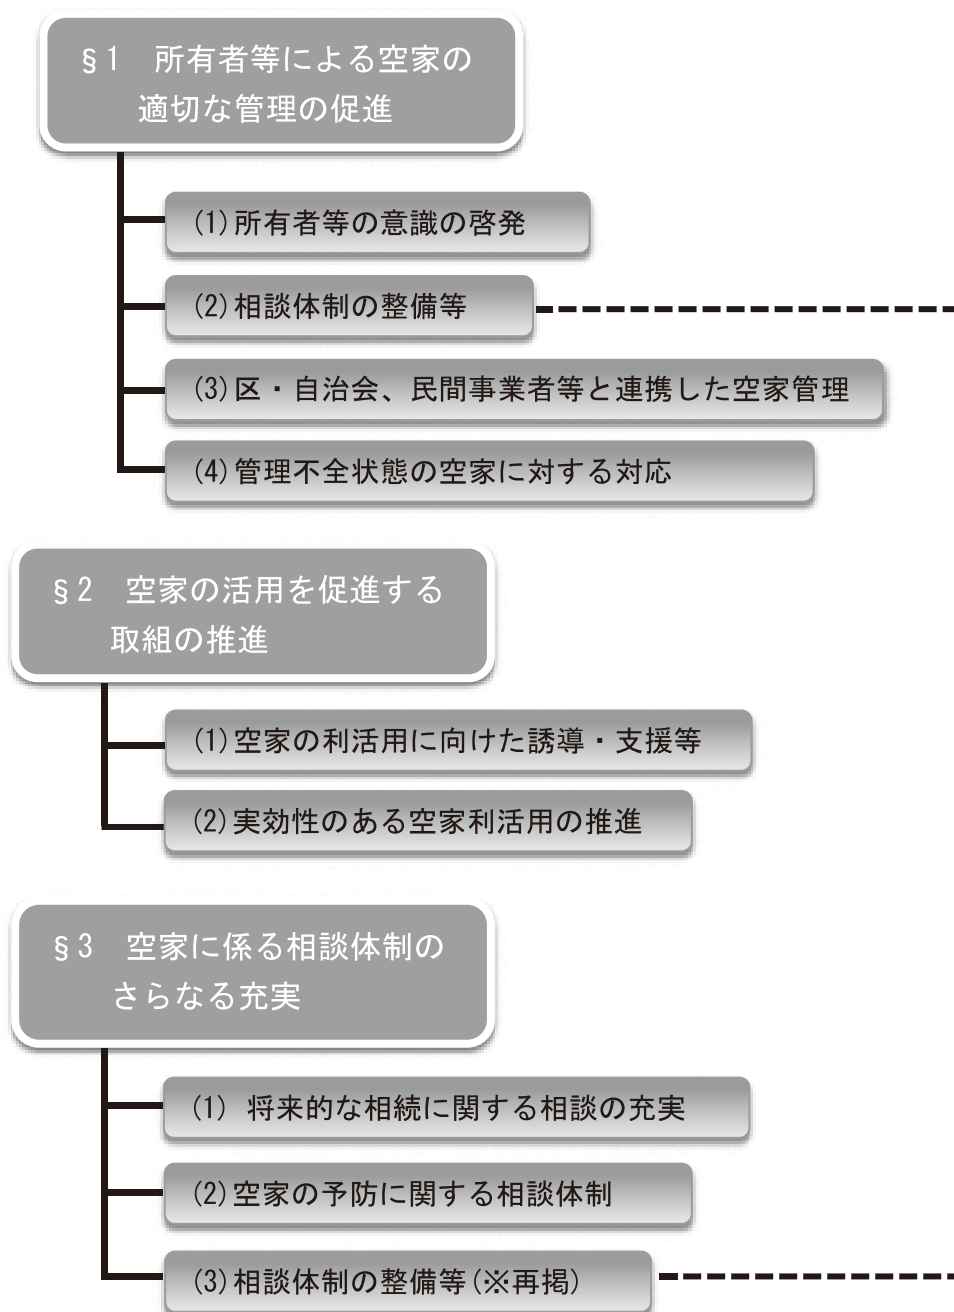 §1　所有者等による空家の
適切な管理の促進
(1)所有者等の意識の啓発
(2)相談体制の整備等
(3)区・自治会、民間事業者等と連携した空家管理
(4)管理不全状態の空家に対する対応
§2　空家の活用を促進する
取組の推進
(1)空家の利活用に向けた誘導・支援等
(2)実効性のある空家利活用の推進
§3　空家に係る相談体制の
さらなる充実
(1) 将来的な相続に関する相談の充実
(2)空家の予防に関する相談体制
(3)相談体制の整備等(※再掲)